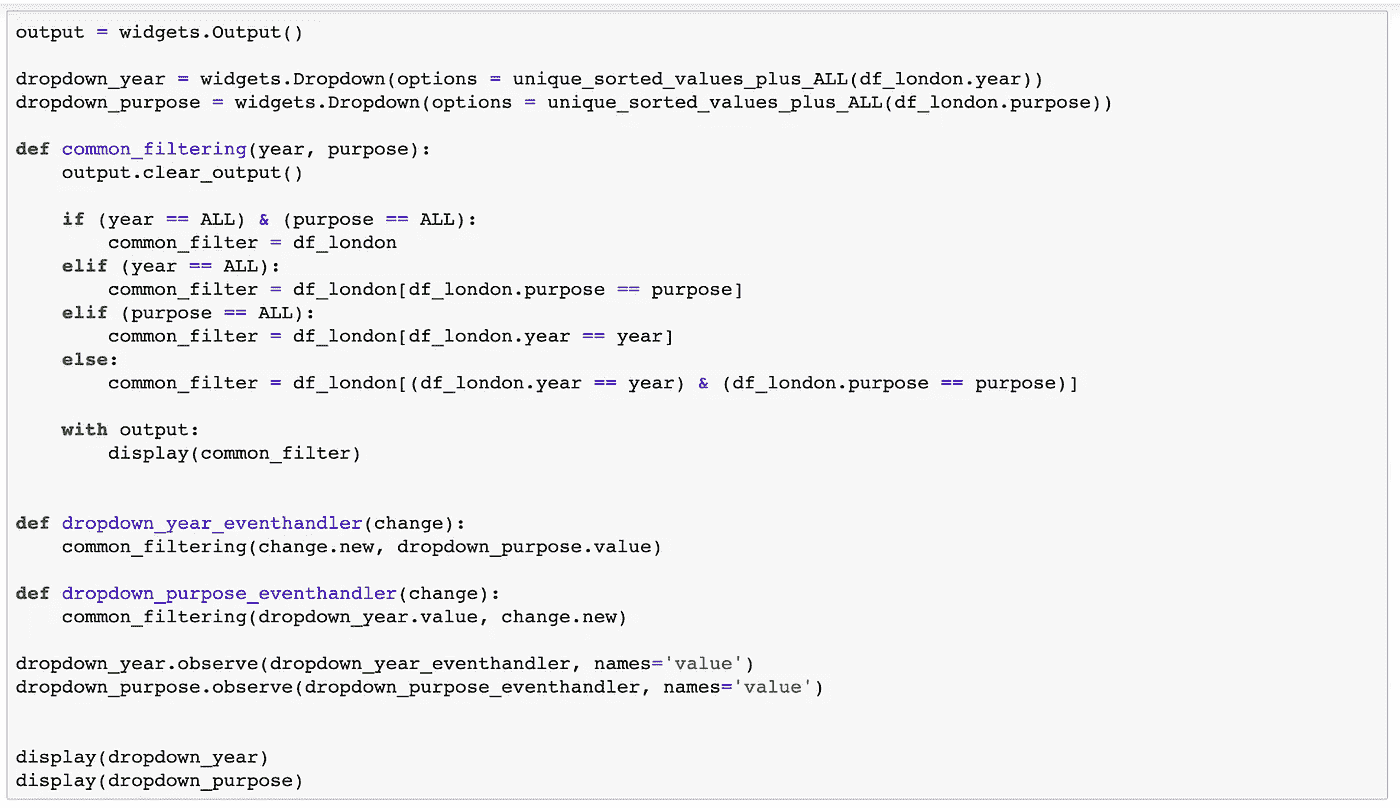 output = widgets.Output()
dropdown_year = widgets.Dropdown(options = unique_sorted_values_plus_ALL(df_london.year))
dropdown_purpose = widgets.Dropdown(options = unique_sorted_values_plus_ALL(df_london.purpose))
def common_filtering(year, purpose):
    output.clear_output()
    if (year == ALL) & (purpose == ALL):
        common_filter = df_london
    elif (year == ALL):
        common_filter = df_london[df_london.purpose == purpose]
    elif (purpose == ALL):
        common_filter = df_london[df_london.year == year]
    else:
        common_filter = df_london[(df_london.year == year) & (df_london.purpose == purpose)]
    with output:
        display(common_filter)
def dropdown_year_eventhandler(change):
    common_filtering(change.new, dropdown_purpose.value)
def dropdown_purpose_eventhandler(change):
    common_filtering(dropdown_year.value, change.new)
dropdown_year.observe(dropdown_year_eventhandler, names='value')
dropdown_purpose.observe(dropdown_purpose_eventhandler, names='value')
display(dropdown_year)
display(dropdown_purpose)